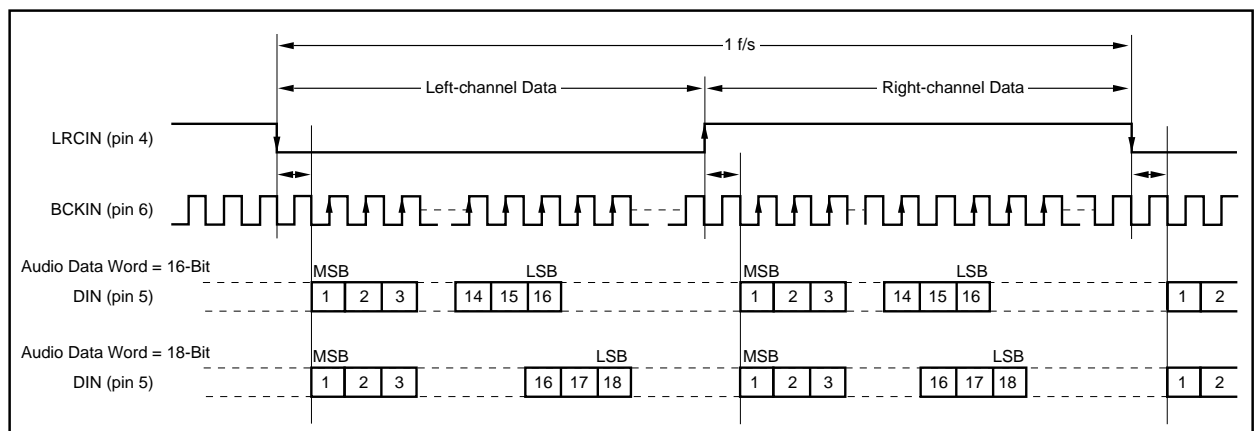 1 f/s
Left-channel Data
Right-channel Data
LRCIN (pin 4)
BCKIN (pin 6)
Audio Data Word = 16-Bit
MSB LSB MSB LSB
DIN (pin 5) 1 2 3 14 15 16 1 2 3 14 15 16 1 2
Audio Data Word = 18-Bit
MSB LSB MSB LSB
DIN (pin 5) 1 2 3 16 17 18 1 2 3 16 17 18 1 2